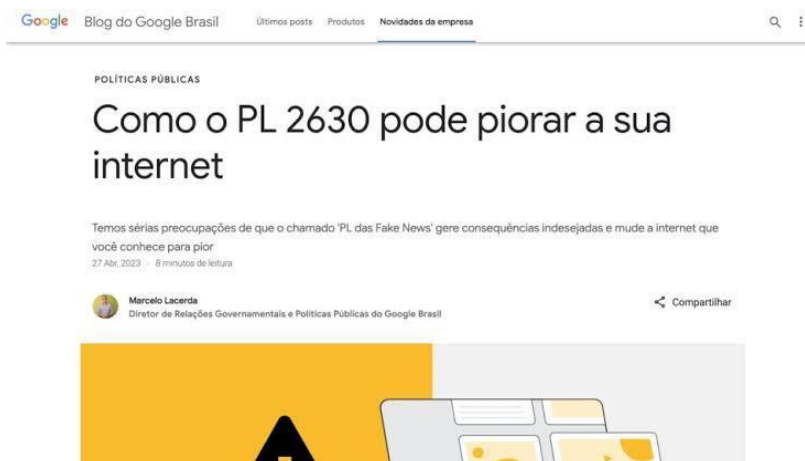 Google Blog do Google Brasil Últimos posts Produtos Novidades da empresa
POLÍTICAS PÚBLICAS
Como o PL 2630 pode piorar a sua
internet
Temos sérias preocupações de que o chamado 'PL das Fake News' gere consequências indesejadas e mude a internet que
você conhece para pior
27 Abr, 2023 · 8 minutos de leitura
Marcelo Lacerda
Diretor de Relações Governamentais e Políticas Públicas do Google Brasil
Compartilhar